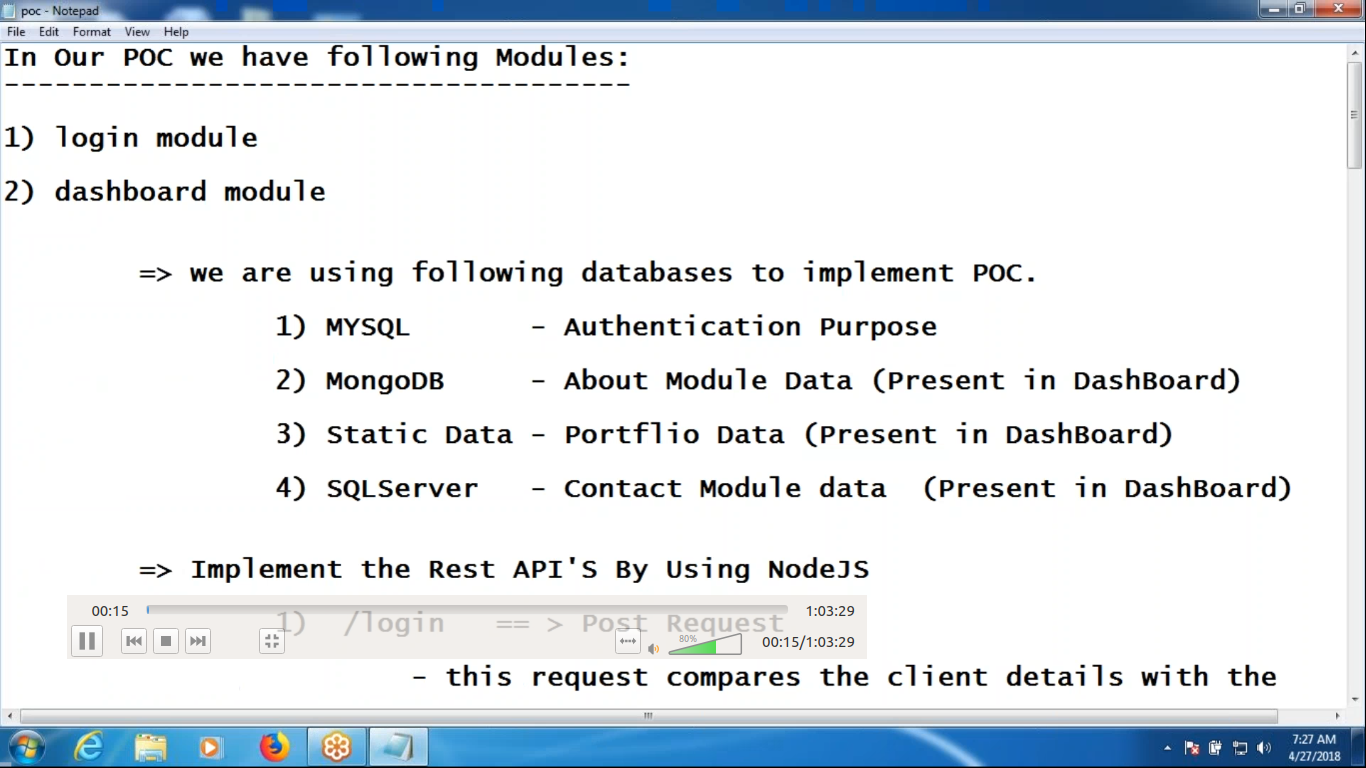 poc - Notepad
File Edit Format View Help
In Our POC we have following Modules:
-------------------------------------
1) login module
2) dashboard module
=> we are using following databases to implement POC.
1) MYSQL - Authentication Purpose
2) MongoDB - About Module Data (Present in DashBoard)
3) Static Data - Portflio Data (Present in DashBoard)
4) SQLServer - Contact Module data (Present in DashBoard)
=> Implement the Rest API'S By Using NodeJS
00:15 1:03:29
1) /login == > Post Request
80% 00:15/1:03:29
- this request compares the client details with the
7:27 AM
4/27/2018